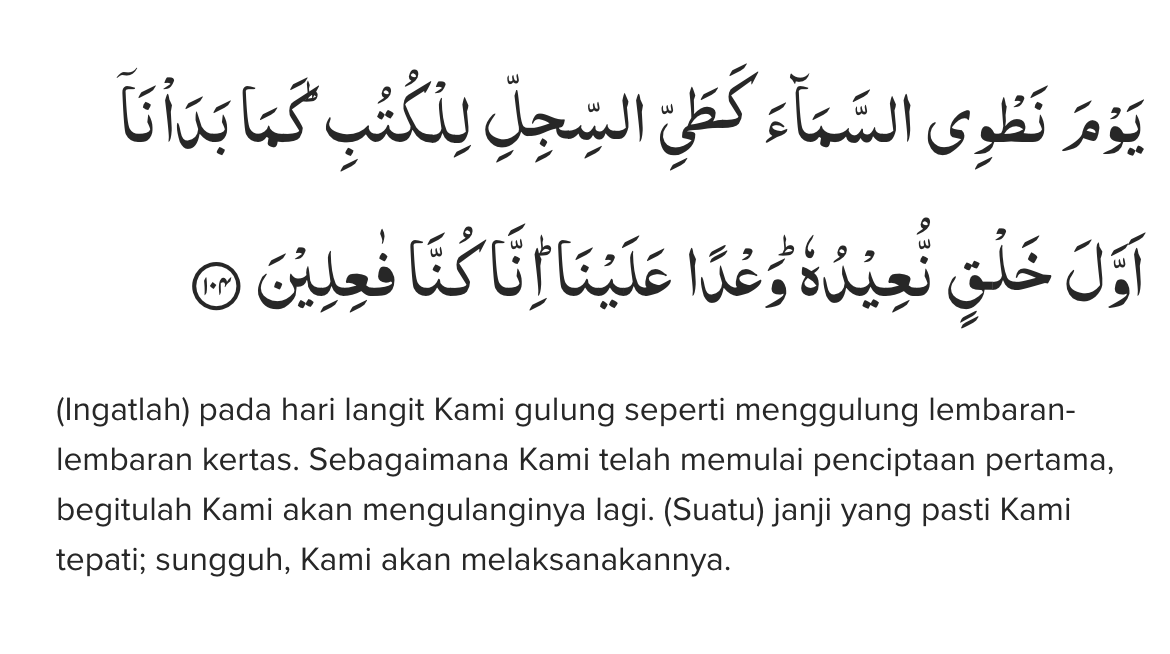 يَوْمَ نَطْوِى السَّمَاۤءَ كَطَيِّ السِّجِلِّ لِلْكُتُبِۗ كَمَا بَدَأْنَآ
اَوَّلَ خَلْقٍ نُّعِيْدُهٗۗ وَعْدًا عَلَيْنَاۗ اِنَّا كُنَّا فٰعِلِيْنَ ١٠٤
(Ingatlah) pada hari langit Kami gulung seperti menggulung lembaran-
lembaran kertas. Sebagaimana Kami telah memulai penciptaan pertama,
begitulah Kami akan mengulanginya lagi. (Suatu) janji yang pasti Kami
tepati; sungguh, Kami akan melaksanakannya.